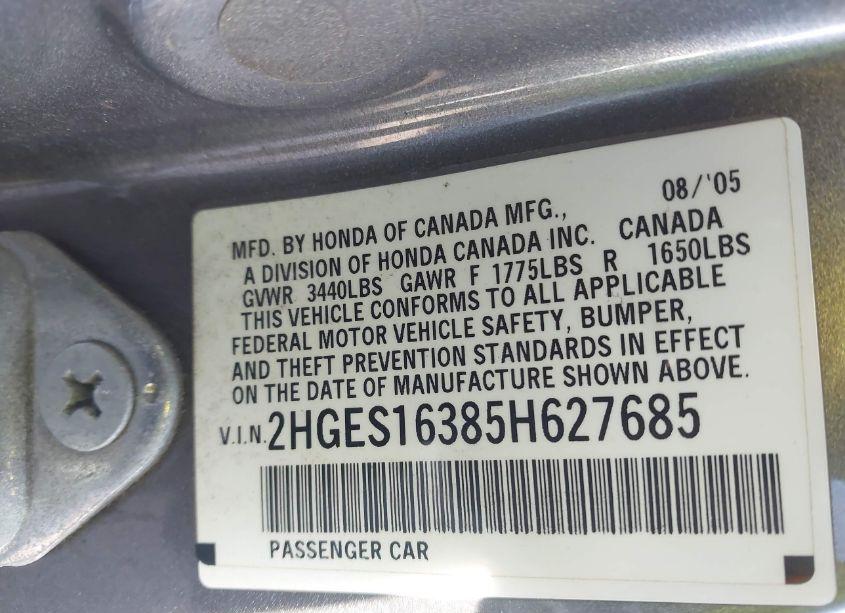 08/'05
MFD. BY HONDA OF CANADA MFG.,
A DIVISION OF HONDA CANADA INC. CANADA
GVWR 3440LBS GAWR F 1775LBS R 1650LBS
THIS VEHICLE CONFORMS TO ALL APPLICABLE
FEDERAL MOTOR VEHICLE SAFETY, BUMPER,
AND THEFT PREVENTION STANDARDS IN EFFECT
ON THE DATE OF MANUFACTURE SHOWN ABOVE.
V.I.N. 2HGES16385H627685
PASSENGER CAR